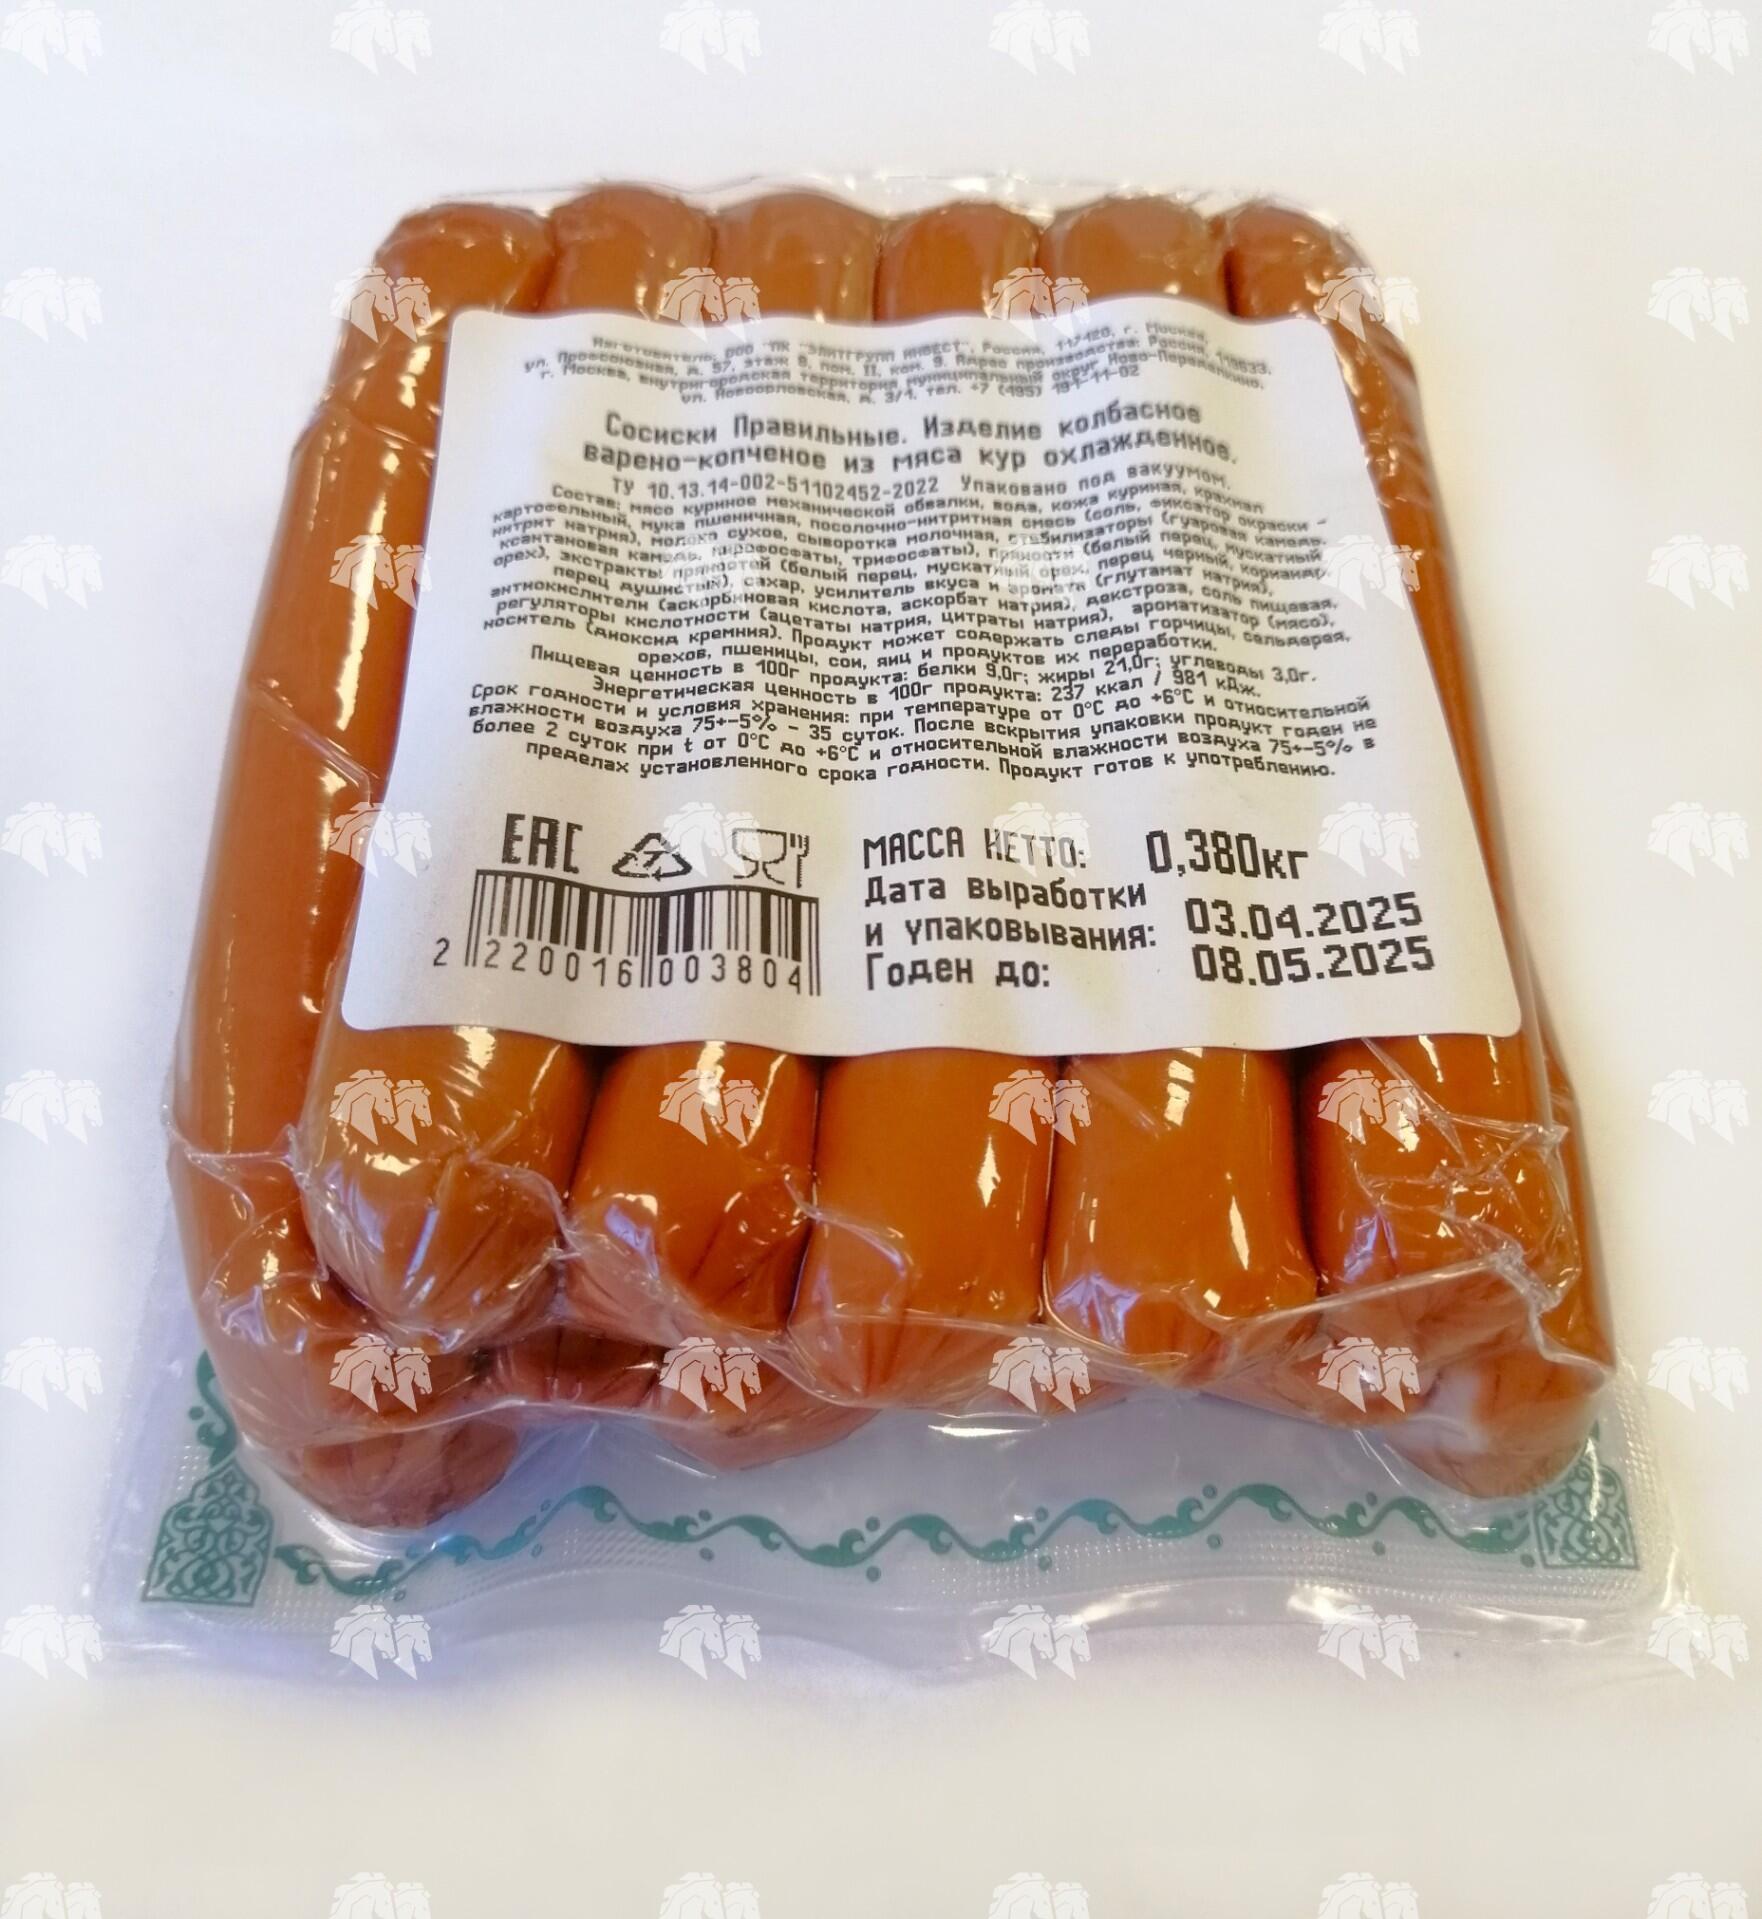 Изготовитель: ООО "ПК "ЭЛИТГРУПП ИНВЕСТ", Россия, 117420, г. Москва,
ул. Профсоюзная, д. 57, этаж 8, пом. II, ком. 9. Адрес производства: Россия, 119633,
г. Москва, внутригородская территория муниципальный округ Ново-Переделкино,
ул. Новоорловская, д. 3/1, тел. +7 (495) 191-11-02
Сосиски Правильные. Изделие колбасное
варено-копченое из мяса кур охлажденное.
ТУ 10.13.14-002-51102452-2022 Упаковано под вакуумом.
Состав: мясо куриное механической обвалки, вода, кожа куриная, крахмал
картофельный, мука пшеничная, посолочно-нитритная смесь (соль, фиксатор окраски -
нитрит натрия), молоко сухое, сыворотка молочная, стабилизаторы (гуаровая камедь,
ксантановая камедь, пирофосфаты, трифосфаты), пряности (белый перец, мускатный
орех), экстракты пряностей (белый перец, мускатный орех, перец черный, кориандр,
перец душистый), сахар, усилитель вкуса и аромата (глутамат натрия),
антиокислители (аскорбиновая кислота, аскорбат натрия), декстроза, соль пищевая,
регуляторы кислотности (ацетаты натрия, цитраты натрия), ароматизатор (мясо),
носитель (диоксид кремния). Продукт может содержать следы горчицы, сельдерея,
орехов, пшеницы, сои, яиц и продуктов их переработки.
Пищевая ценность в 100г продукта: белки 9,0г; жиры 21,0г; углеводы 3,0г.
Энергетическая ценность в 100г продукта: 237 ккал / 981 кДж.
Срок годности и условия хранения: при температуре от 0°C до +6°C и относительной
влажности воздуха 75+-5% - 35 суток. После вскрытия упаковки продукт годен не
более 2 суток при t от 0°C до +6°C и относительной влажности воздуха 75+-5% в
пределах установленного срока годности. Продукт готов к употреблению.
EAC 7
МАССА НЕТТО: 0,380кг
Дата выработки
и упаковывания: 03.04.2025
Годен до: 08.05.2025
2 220016 003804